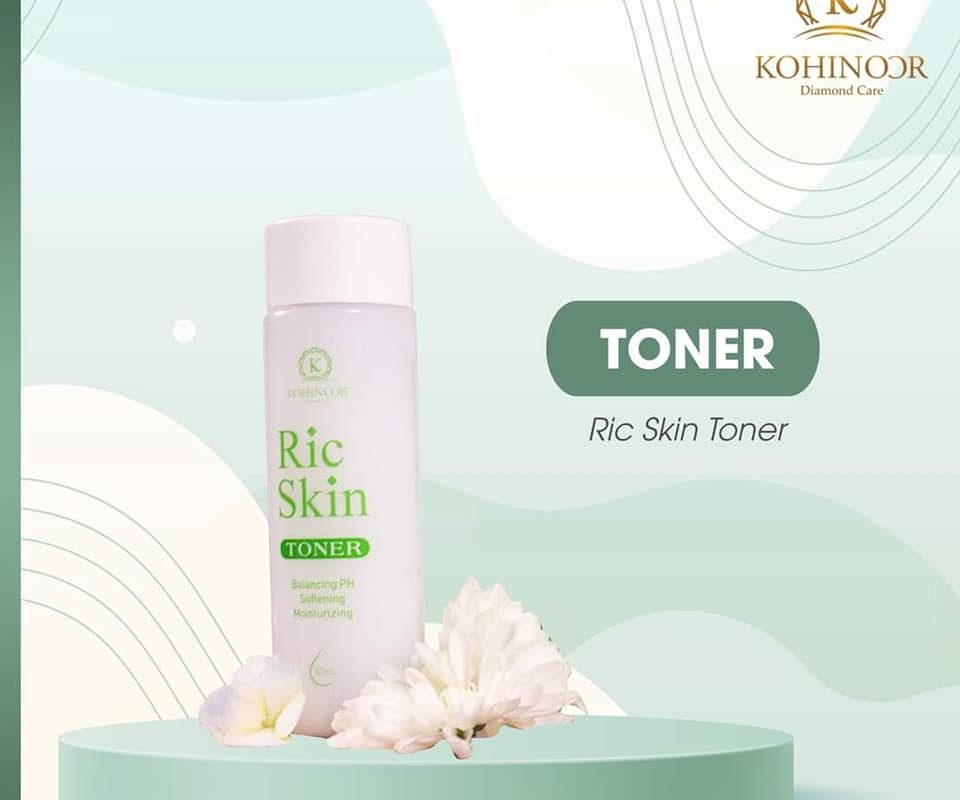 K
KOHINOOR
Diamond Care
TONER
Ric Skin Toner
K
KOHINOOR
Ric
Skin
TONER
Balancing PH
Softening
Moisturizing